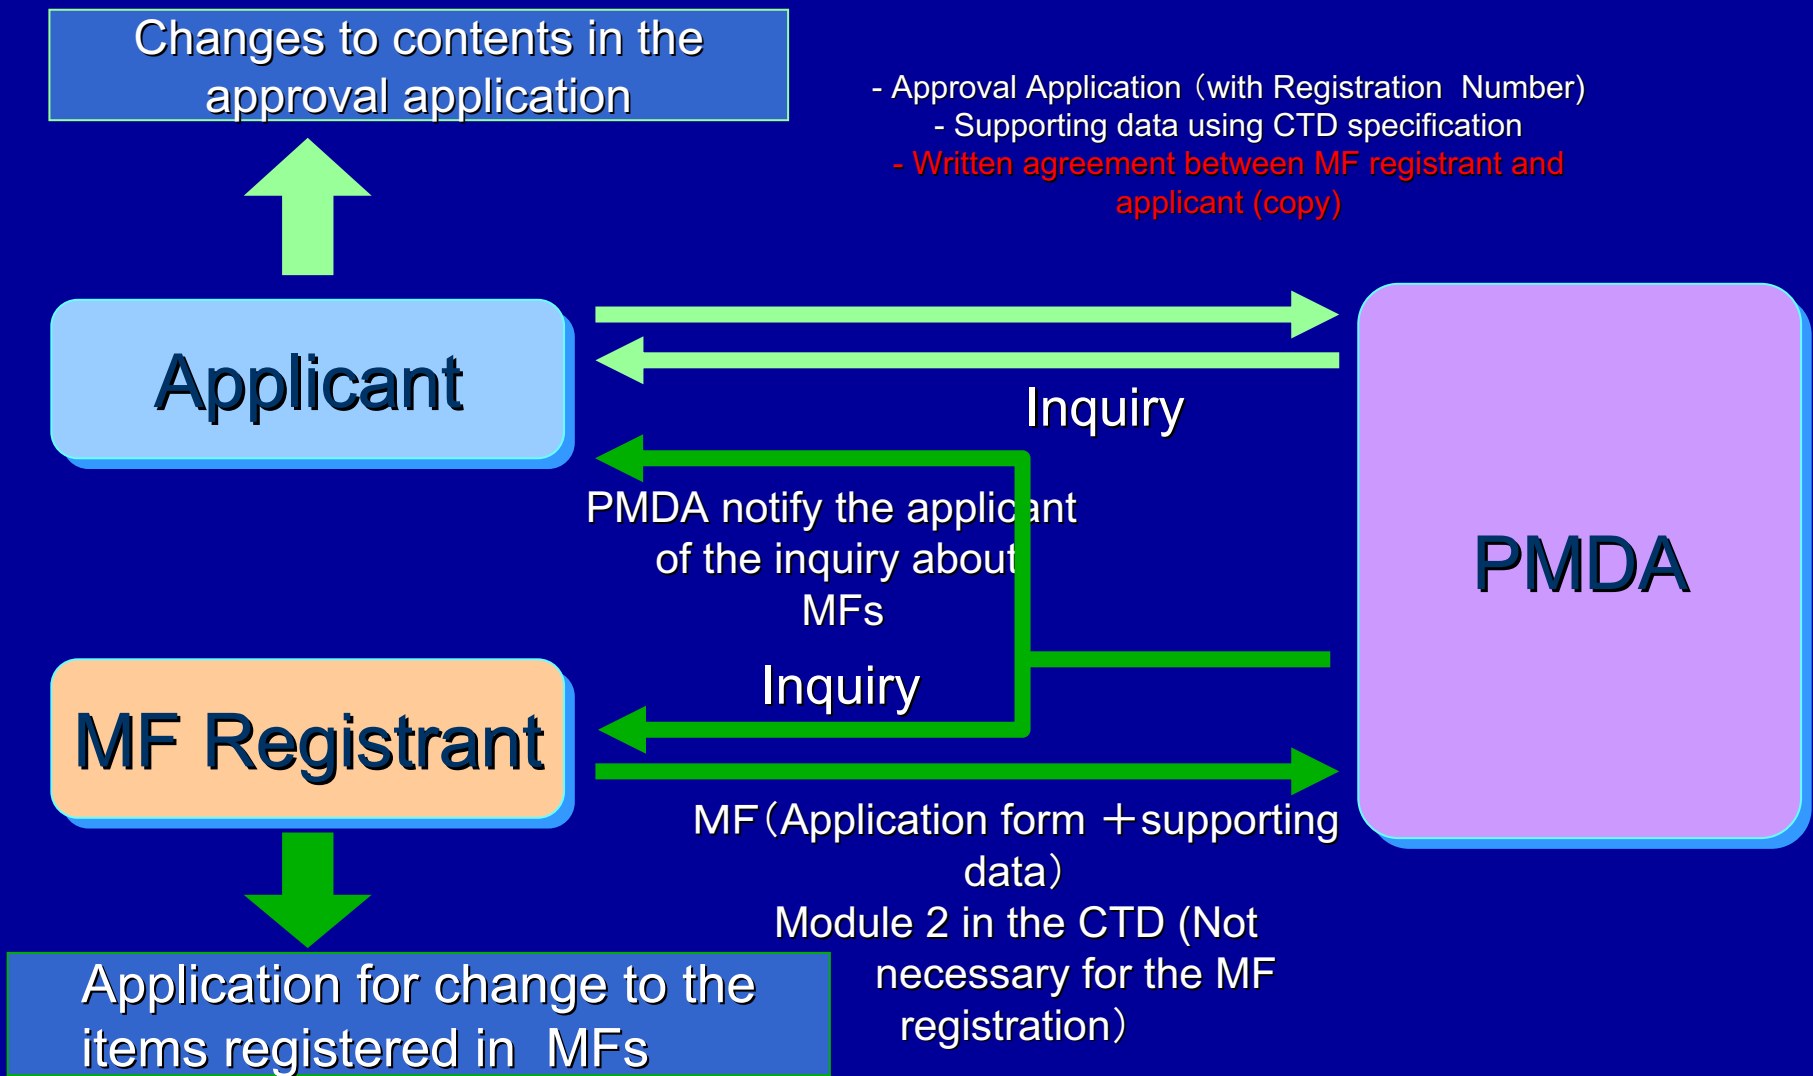 Changes to contents in the
approval application
- Approval Application（with Registration Number)
- Supporting data using CTD specification
- Written agreement between MF registrant and
applicant (copy)
Applicant
Inquiry
PMDA notify the applicant
of the inquiry about
MFs
PMDA
Inquiry
MF Registrant
MF（Application form ＋supporting
data）
Module 2 in the CTD (Not
necessary for the MF
registration）
Application for change to the
items registered in MFs